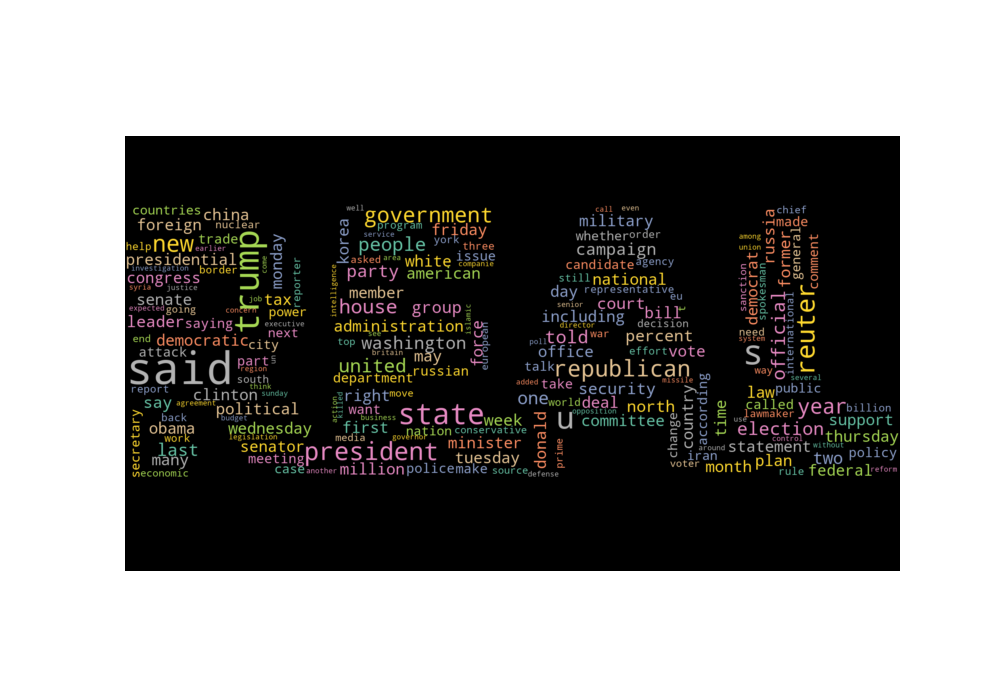 countries
china
foreign
nuclear
help
new
trade
earlier
trump
come
monday
reporter
presidential
investigation
border
congress
syria
justice
senate
job
tax
expected
going
concern
power
leader
saying
executive
next
end
democratic
city
attack
said
part
un
region
report
south
think
clinton
sunday
say
agreement
political
back
budget
obama
wednesday
work
legislation
secretary
last
senator
many
meeting
economic
case
another
well
government
program
korea
service
friday
people
york
three
asked
area
white
issue
companie
party
american
intelligence
member
house
group
administration
islamic
see
top
washington
force
european
britain
may
united
russian
department
right
move
action
killed
want
business
state
week
first
nation
conservative
media
governor
minister
president
tuesday
million
policemake
source
defense
call
even
military
whether
order
campaign
candidate
agency
still
national
day
representative
eu
senior
court
including
bill
director
decision
poll
told
war
percent
office
effort
vote
talk
republican
added
take
missile
security
one
world
deal
north
u
opposition
committee
country
according
change
time
donald
prime
around
iran
voter
month
chief
russia
made
among
union
democrat
former
general
comment
sanction
spokesman
official
international
reuter
need
system
s
way
several
law
public
called
lawmaker
year
billion
use
election
support
control
thursday
statement
without
two
policy
plan
rule
federal
reform